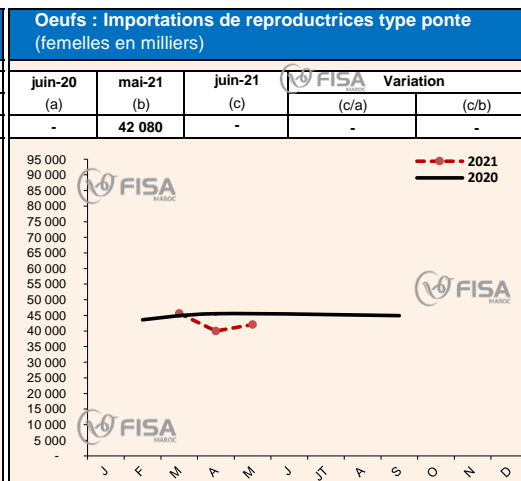 Oeufs : Importations de reproductrices type ponte
(femelles en milliers)
juin-20 mai-21 juin-21 FISA Variation
(a) (b) (c) (c/a) (c/b)
- 42 080 - - -
95 000
90 000
85 000
80 000
75 000
70 000
65 000
60 000
55 000
50 000
45 000
40 000
35 000
30 000
25 000
20 000
15 000
10 000
5 000
-
2021
2020
FISA
MAROC
FISA
MAROC
FISA
MAROC
J F M A M J JT A S O N D